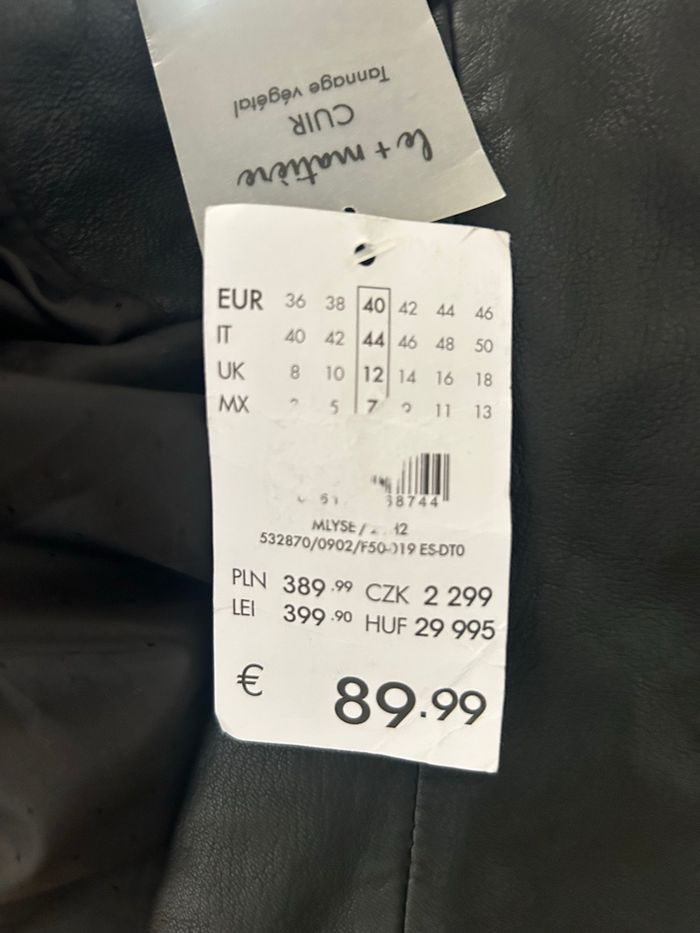 le + matière
CUIR
Tannage végétal
EUR 36 38 40 42 44 46
IT 40 42 44 46 48 50
UK 8 10 12 14 16 18
MX 5 7 11 13
68744
MLYSE /
532870/0902/F50-019 ES-DT0
PLN 389.99 CZK 2 299
LEI 399.90 HUF 29 995
€ 89.99